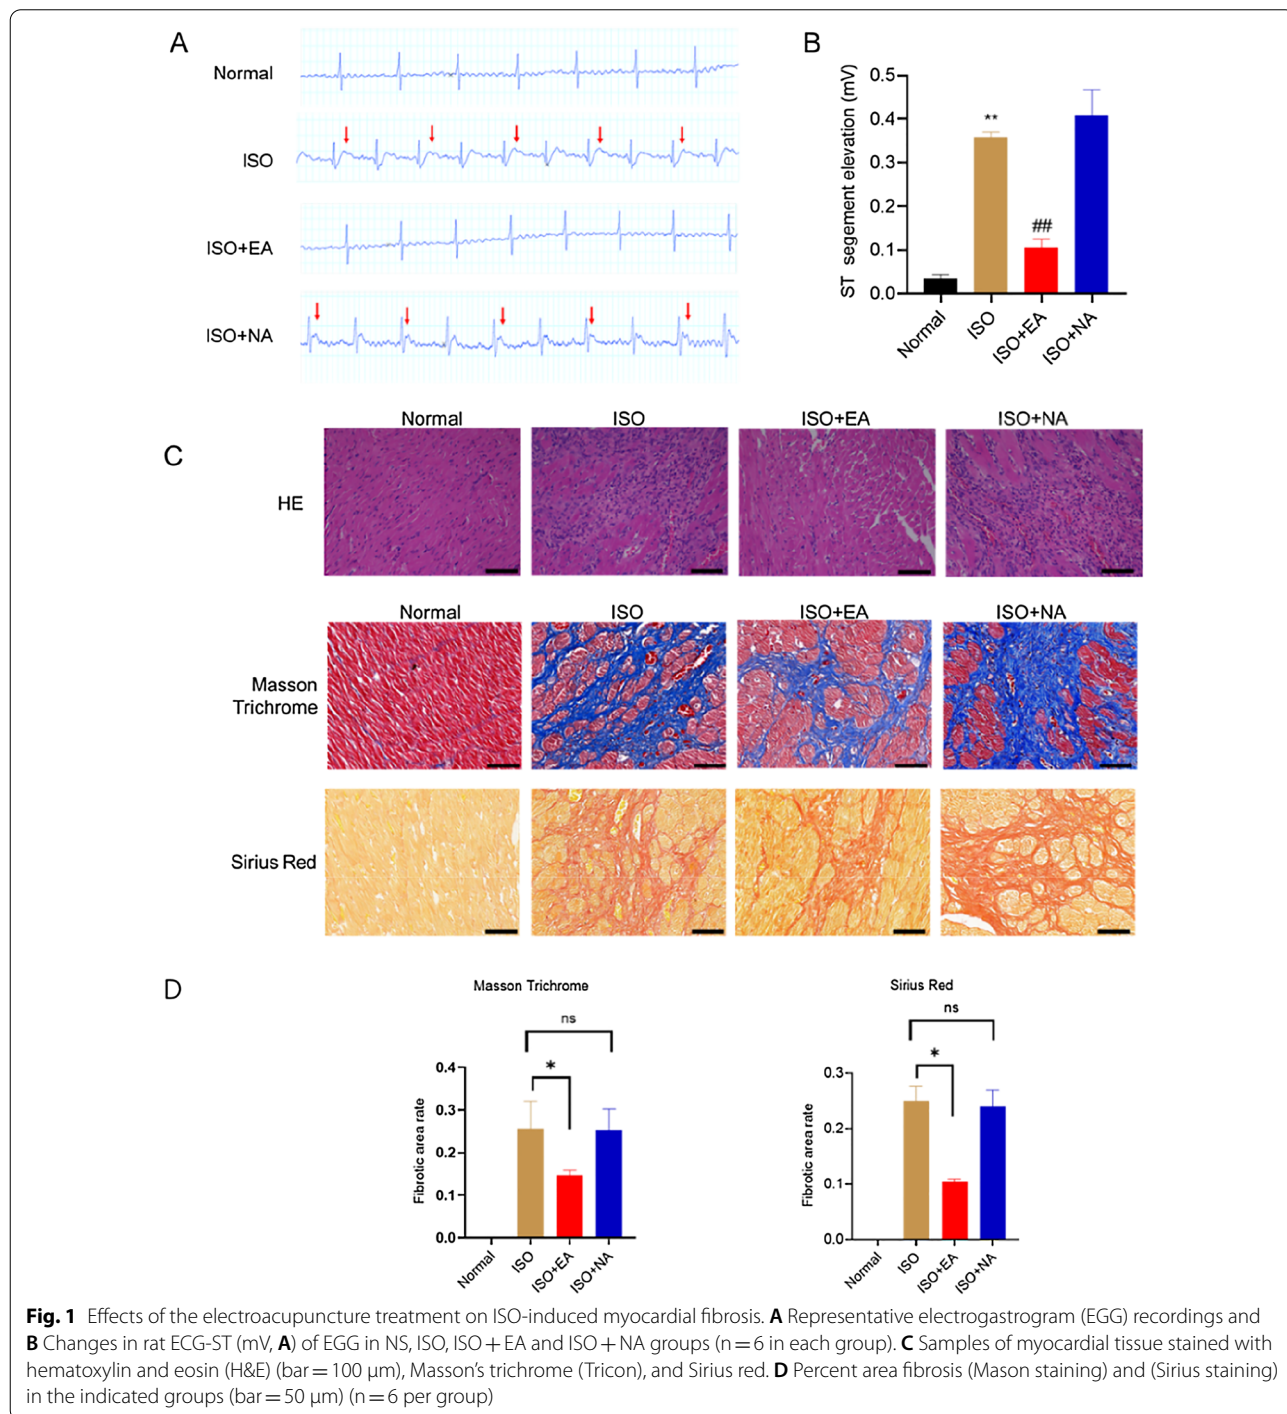 A
Normal
ISO
ISO+EA
ISO+NA
B
ST segement elevation (mV)
0.5
0.4
0.3
0.2
0.1
0.0
**
##
Normal
ISO
ISO+EA
ISO+NA
C
Normal ISO ISO+EA ISO+NA
HE
Normal ISO ISO+EA ISO+NA
Masson
Trichrome
Sirius Red
D
Masson Trichrome
ns
*
Fibrotic area rate
0.4
0.3
0.2
0.1
0.0
Normal
ISO
ISO+EA
ISO+NA
Sirius Red
ns
*
Fibrotic area rate
0.3
0.2
0.1
0.0
Normal
ISO
ISO+EA
ISO+NA
Fig. 1 Effects of the electroacupuncture treatment on ISO-induced myocardial fibrosis. A Representative electrogastrogram (EGG) recordings and
B Changes in rat ECG-ST (mV, A) of EGG in NS, ISO, ISO + EA and ISO + NA groups (n = 6 in each group). C Samples of myocardial tissue stained with
hematoxylin and eosin (H&E) (bar = 100 μm), Masson's trichrome (Tricon), and Sirius red. D Percent area fibrosis (Mason staining) and (Sirius staining)
in the indicated groups (bar = 50 μm) (n = 6 per group)